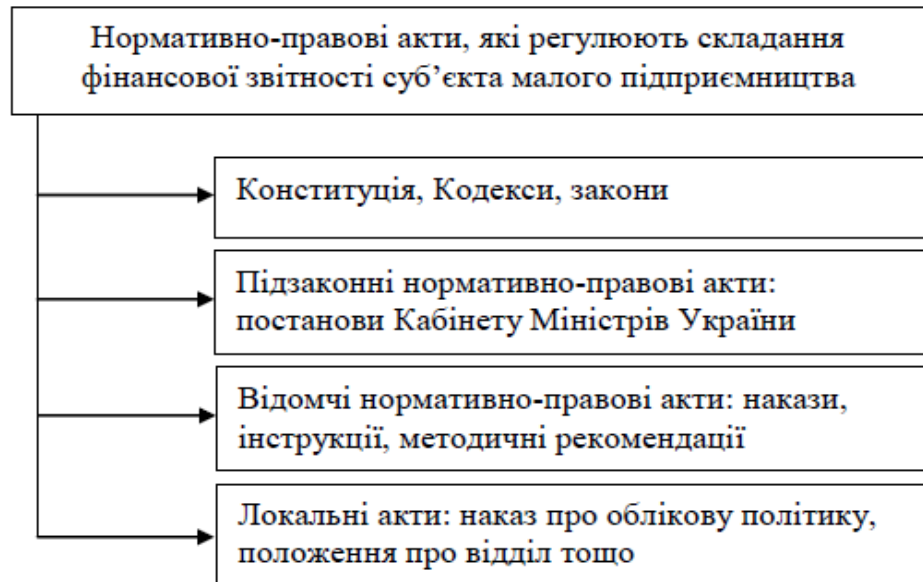 Нормативно-правові акти, які регулюють складання
фінансової звітності суб’єкта малого підприємництва
Конституція, Кодекси, закони
Підзаконні нормативно-правові акти:
постанови Кабінету Міністрів України
Відомчі нормативно-правові акти: накази,
інструкції, методичні рекомендації
Локальні акти: наказ про облікову політику,
положення про відділ тощо